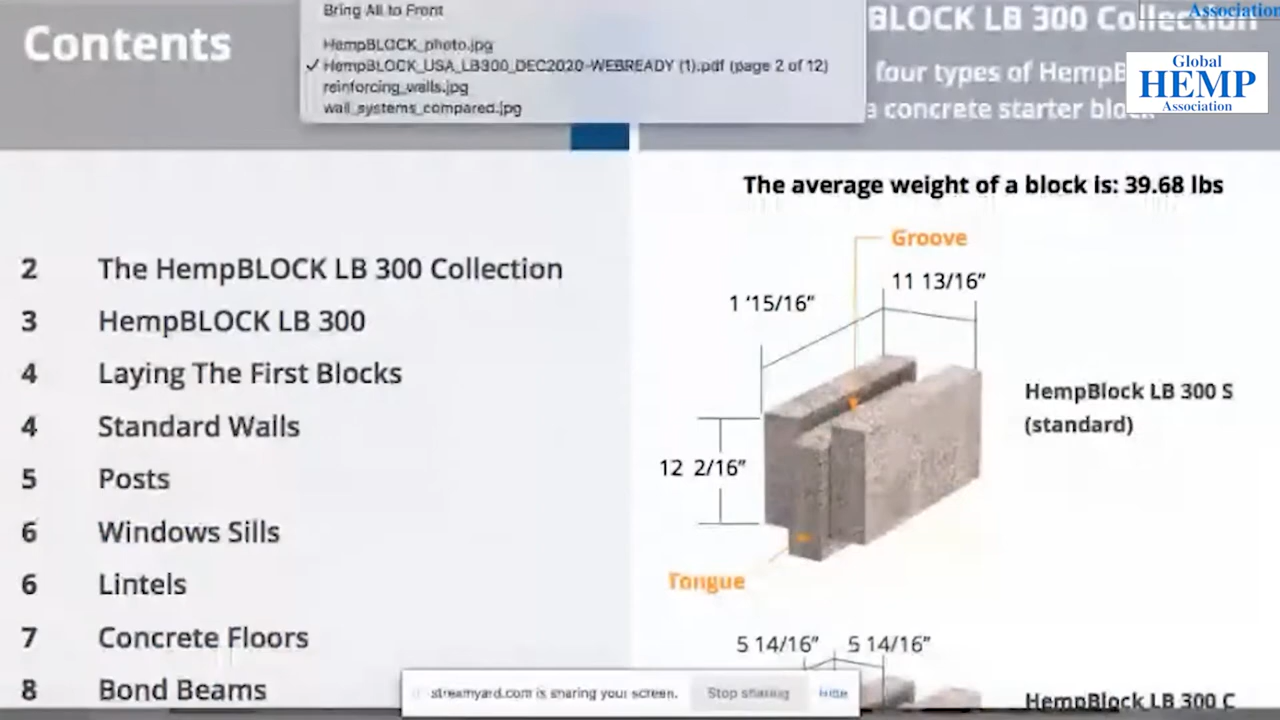 Contents
Bring All to Front
HempBLOCK_photo.jpg
✓ HempBLOCK_USA_LB300_DEC2020-WEBREADY (1).pdf (page 2 of 12)
reinforcing_walls.jpg
wall_systems_compared.jpg
BLOCK LB 300 Collection
Association
four types of HempB
a concrete starter block
Global
HEMP
Association
2 The HempBLOCK LB 300 Collection
3 HempBLOCK LB 300
4 Laying The First Blocks
4 Standard Walls
5 Posts
6 Windows Sills
6 Lintels
7 Concrete Floors
8 Bond Beams
The average weight of a block is: 39.68 lbs
Groove
11 13/16”
1 ‘15/16”
HempBlock LB 300 S
(standard)
12 2/16”
Tongue
5 14/16” 5 14/16”
HempBlock LB 300 C
streamyard.com is sharing your screen. Stop sharing Hide